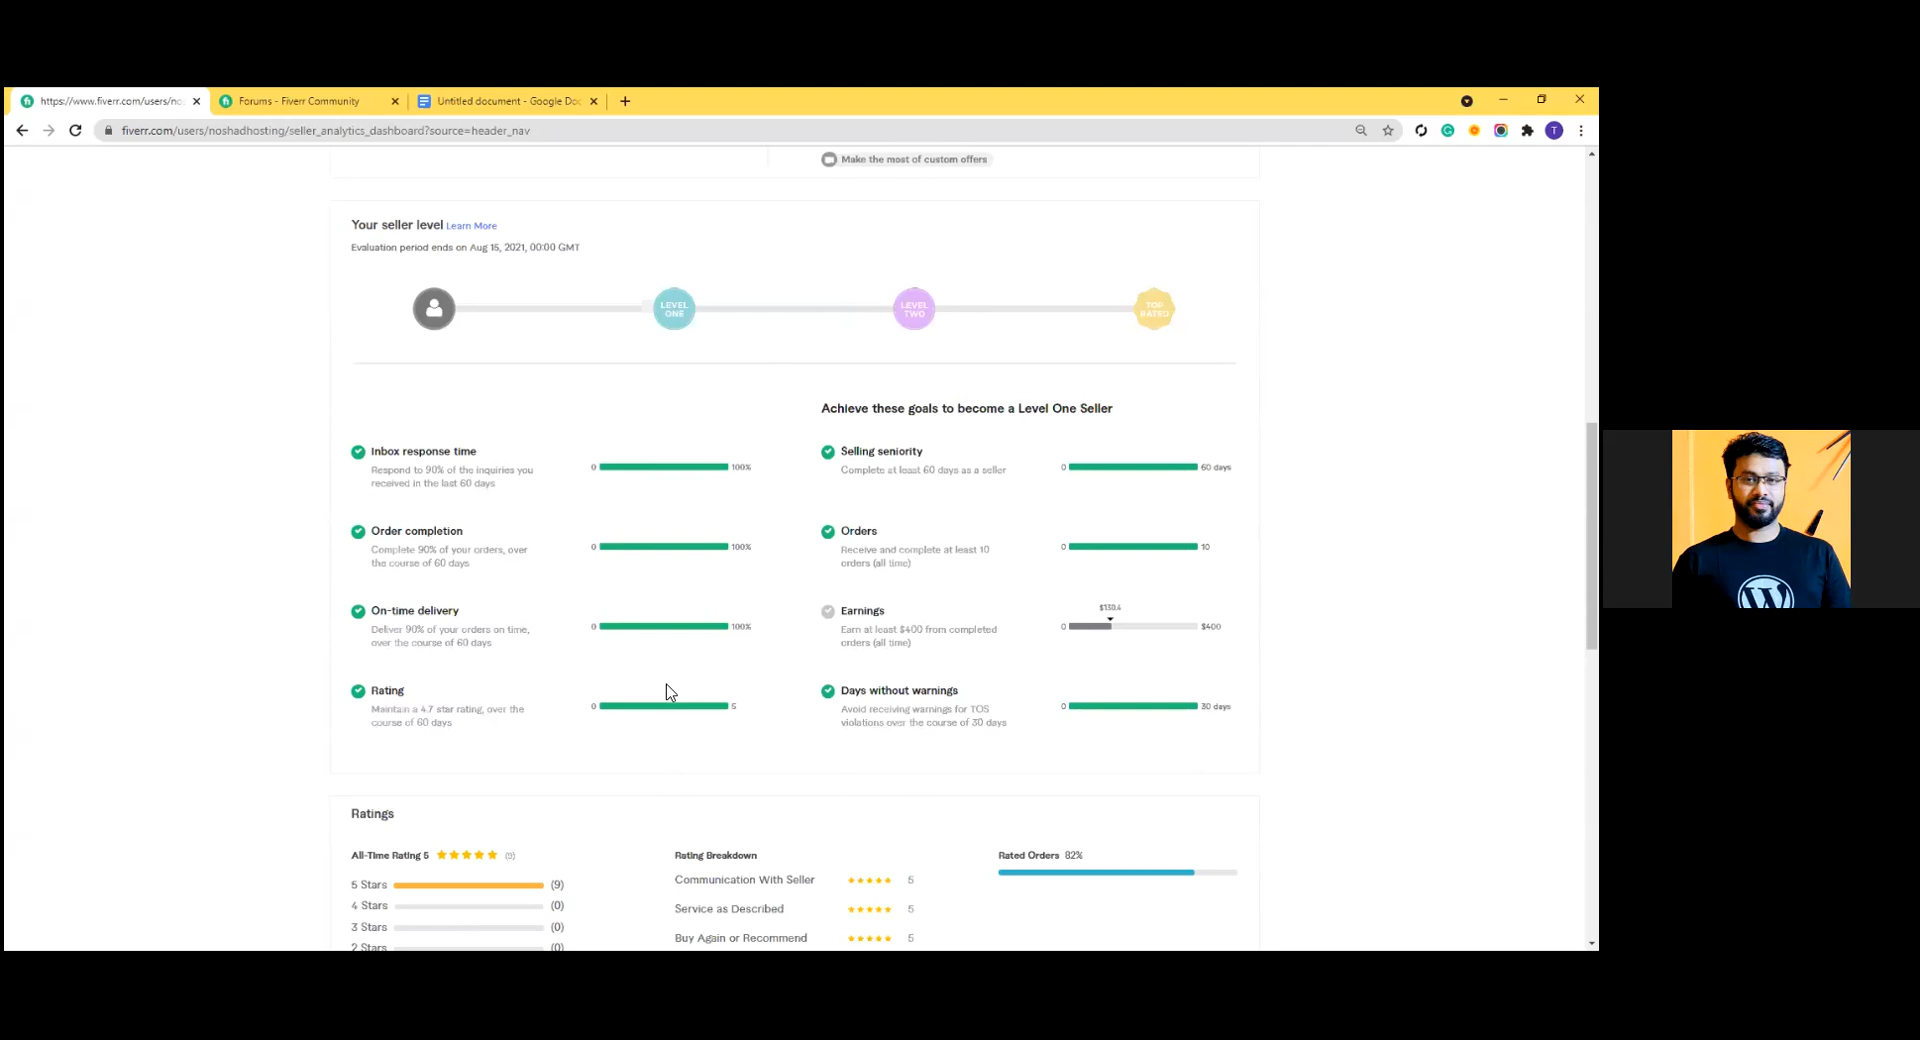 https://www.fiverr.com/users/nos
Forums - Fiverr Community
Untitled document - Google Doc
fiverr.com/users/noshadhosting/seller_analytics_dashboard?source=header_nav
T
Make the most of custom offers
Your seller level Learn More
Evaluation period ends on Aug 15, 2021, 00:00 GMT
LEVEL ONE
LEVEL TWO
TOP RATED
Achieve these goals to become a Level One Seller
Inbox response time
Respond to 90% of the inquiries you
received in the last 60 days
0 100%
Selling seniority
Complete at least 60 days as a seller
0 60 days
Order completion
Complete 90% of your orders, over
the course of 60 days
0 100%
Orders
Receive and complete at least 10
orders (all time)
0 10
On-time delivery
Deliver 90% of your orders on time,
over the course of 60 days
0 100%
Earnings
Earn at least $400 from completed
orders (all time)
$130.4
0 $400
Rating
Maintain a 4.7 star rating, over the
course of 60 days
0 5
Days without warnings
Avoid receiving warnings for TOS
violations over the course of 30 days
0 30 days
Ratings
All-Time Rating 5
5 Stars (9)
4 Stars (0)
3 Stars (0)
2 Stars (0)
Rating Breakdown
Communication With Seller 5
Service as Described 5
Buy Again or Recommend 5
Rated Orders 82%